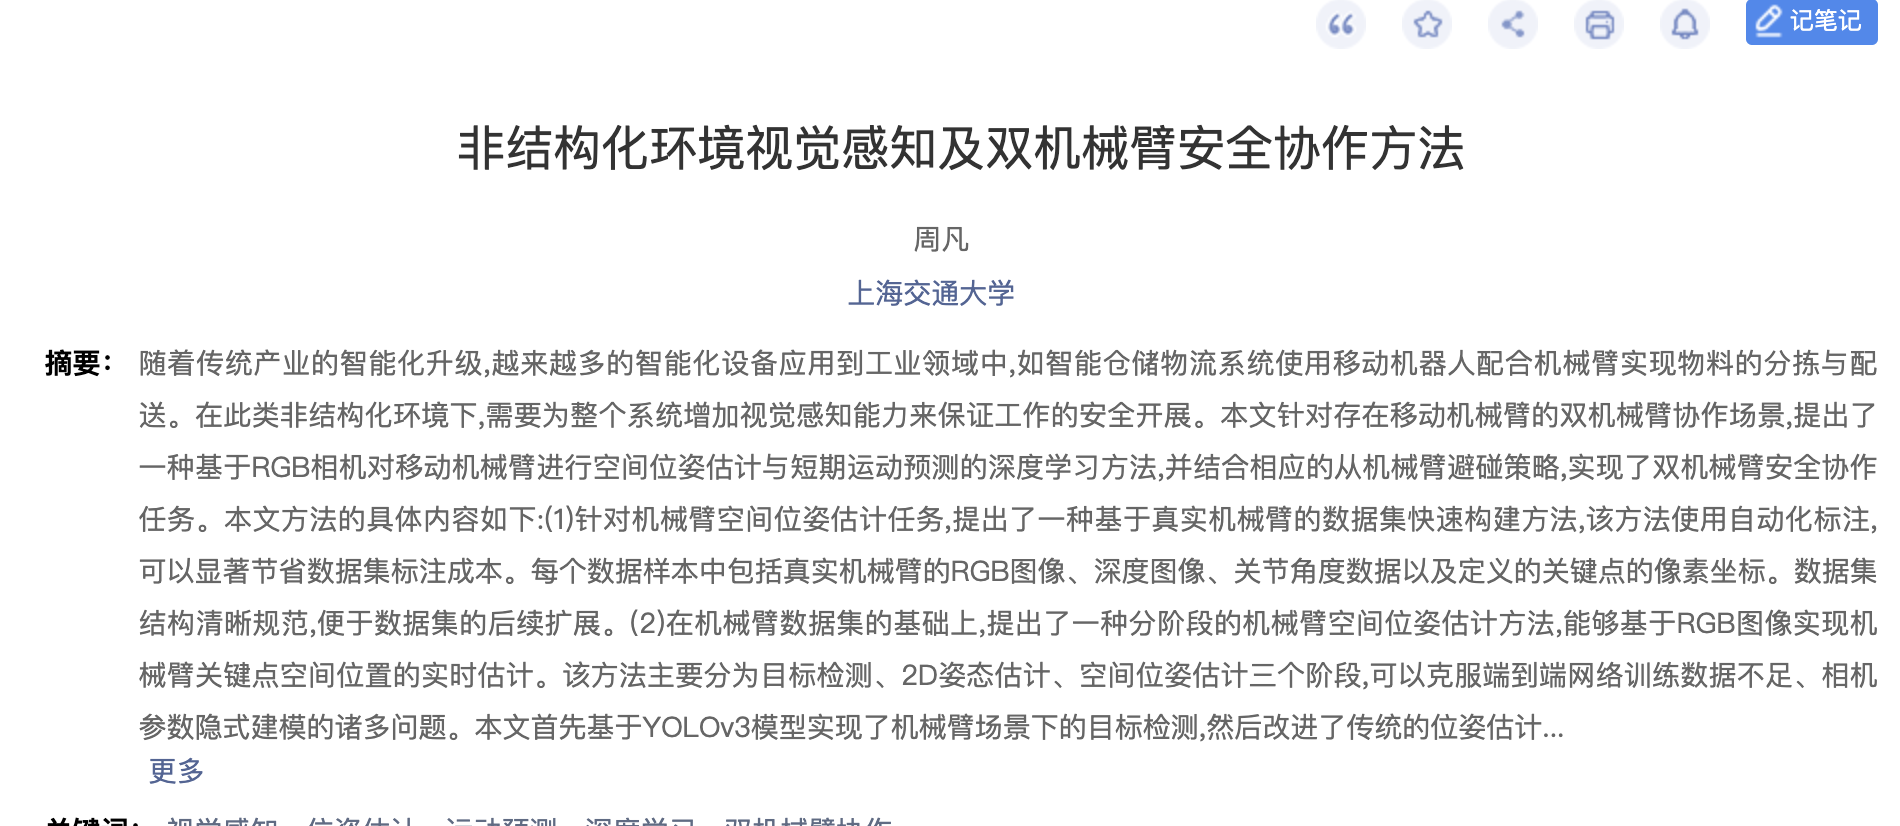 记笔记
非结构化环境视觉感知及双机械臂安全协作方法
周凡
上海交通大学
摘要： 随着传统产业的智能化升级,越来越多的智能化设备应用到工业领域中,如智能仓储物流系统使用移动机器人配合机械臂实现物料的分拣与配
送。在此类非结构化环境下,需要为整个系统增加视觉感知能力来保证工作的安全开展。本文针对存在移动机械臂的双机械臂协作场景,提出了
一种基于RGB相机对移动机械臂进行空间位姿估计与短期运动预测的深度学习方法,并结合相应的从机械臂避碰策略,实现了双机械臂安全协作
任务。本文方法的具体内容如下:(1)针对机械臂空间位姿估计任务,提出了一种基于真实机械臂的数据集快速构建方法,该方法使用自动化标注,
可以显著节省数据集标注成本。每个数据样本中包括真实机械臂的RGB图像、深度图像、关节角度数据以及定义的关键点的像素坐标。数据集
结构清晰规范,便于数据集的后续扩展。(2)在机械臂数据集的基础上,提出了一种分阶段的机械臂空间位姿估计方法,能够基于RGB图像实现机
械臂关键点空间位置的实时估计。该方法主要分为目标检测、2D姿态估计、空间位姿估计三个阶段,可以克服端到端网络训练数据不足、相机
参数隐式建模的诸多问题。本文首先基于YOLOv3模型实现了机械臂场景下的目标检测,然后改进了传统的位姿估计...
更多
关键词： 视觉感知 位姿估计 运动预测 深度学习 双机械臂协作